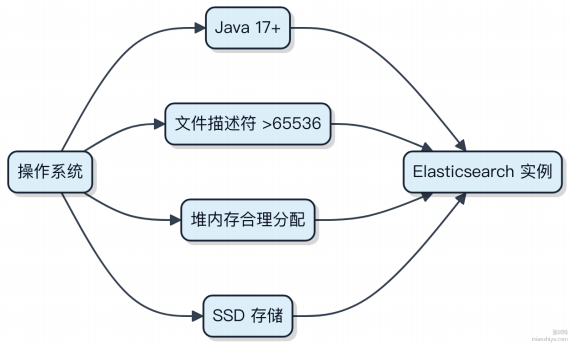 Java 17+
文件描述符 >65536
操作系统
Elasticsearch 实例
堆内存合理分配
SSD 存储